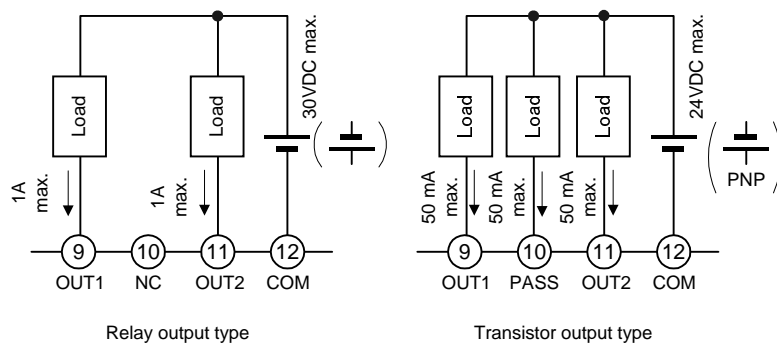 Load
1A
max.
Load
1A
max.
30VDC max.
9
10
11
12
OUT1
NC
OUT2
COM
Relay output type
Load
50 mA
max.
Load
50 mA
max.
Load
50 mA
max.
24VDC max.
PNP
9
10
11
12
OUT1
PASS
OUT2
COM
Transistor output type